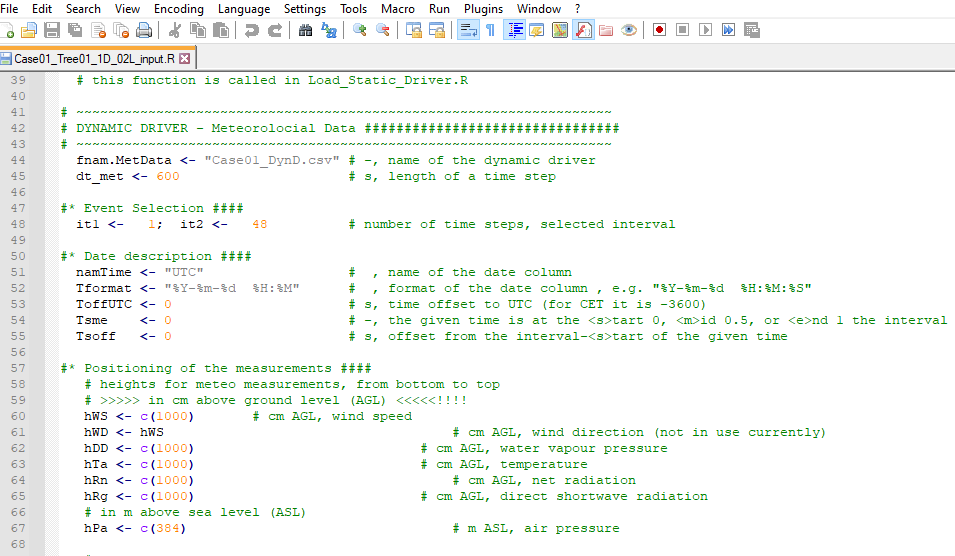 File Edit Search View Encoding Language Settings Tools Macro Run Plugins Window ?
Case01_Tree01_1D_02L_input.R
39 # this function is called in Load_Static_Driver.R
40
41 # ~~~~~~~~~~~~~~~~~~~~~~~~~~~~~~~~~~~~~~~~~~~~~~~~~~~~~~~~~~~~~~~~~~~
42 # DYNAMIC DRIVER - Meteorolocial Data ################################
43 # ~~~~~~~~~~~~~~~~~~~~~~~~~~~~~~~~~~~~~~~~~~~~~~~~~~~~~~~~~~~~~~~~~~~
44 fnam.MetData <- "Case01_DynD.csv" # -, name of the dynamic driver
45 dt_met <- 600 # s, length of a time step
46
47 #* Event Selection ####
48 it1 <- 1; it2 <- 48 # number of time steps, selected interval
49
50 #* Date description ####
51 namTime <- "UTC" # , name of the date column
52 Tformat <- "%Y-%m-%d %H:%M" # , format of the date column , e.g. "%Y-%m-%d %H:%M:%S"
53 ToffUTC <- 0 # s, time offset to UTC (for CET it is -3600)
54 Tsme <- 0 # -, the given time is at the <s>tart 0, <m>id 0.5, or <e>nd 1 the interval
55 Tsoff <- 0 # s, offset from the interval-<s>tart of the given time
56
57 #* Positioning of the measurements ####
58 # heights for meteo measurements, from bottom to top
59 # >>>>> in cm above ground level (AGL) <<<<<!!!!
60 hWS <- c(1000) # cm AGL, wind speed
61 hWD <- hWS # cm AGL, wind direction (not in use currently)
62 hDD <- c(1000) # cm AGL, water vapour pressure
63 hTa <- c(1000) # cm AGL, temperature
64 hRn <- c(1000) # cm AGL, net radiation
65 hRg <- c(1000) # cm AGL, direct shortwave radiation
66 # in m above sea level (ASL)
67 hPa <- c(384) # m ASL, air pressure
68